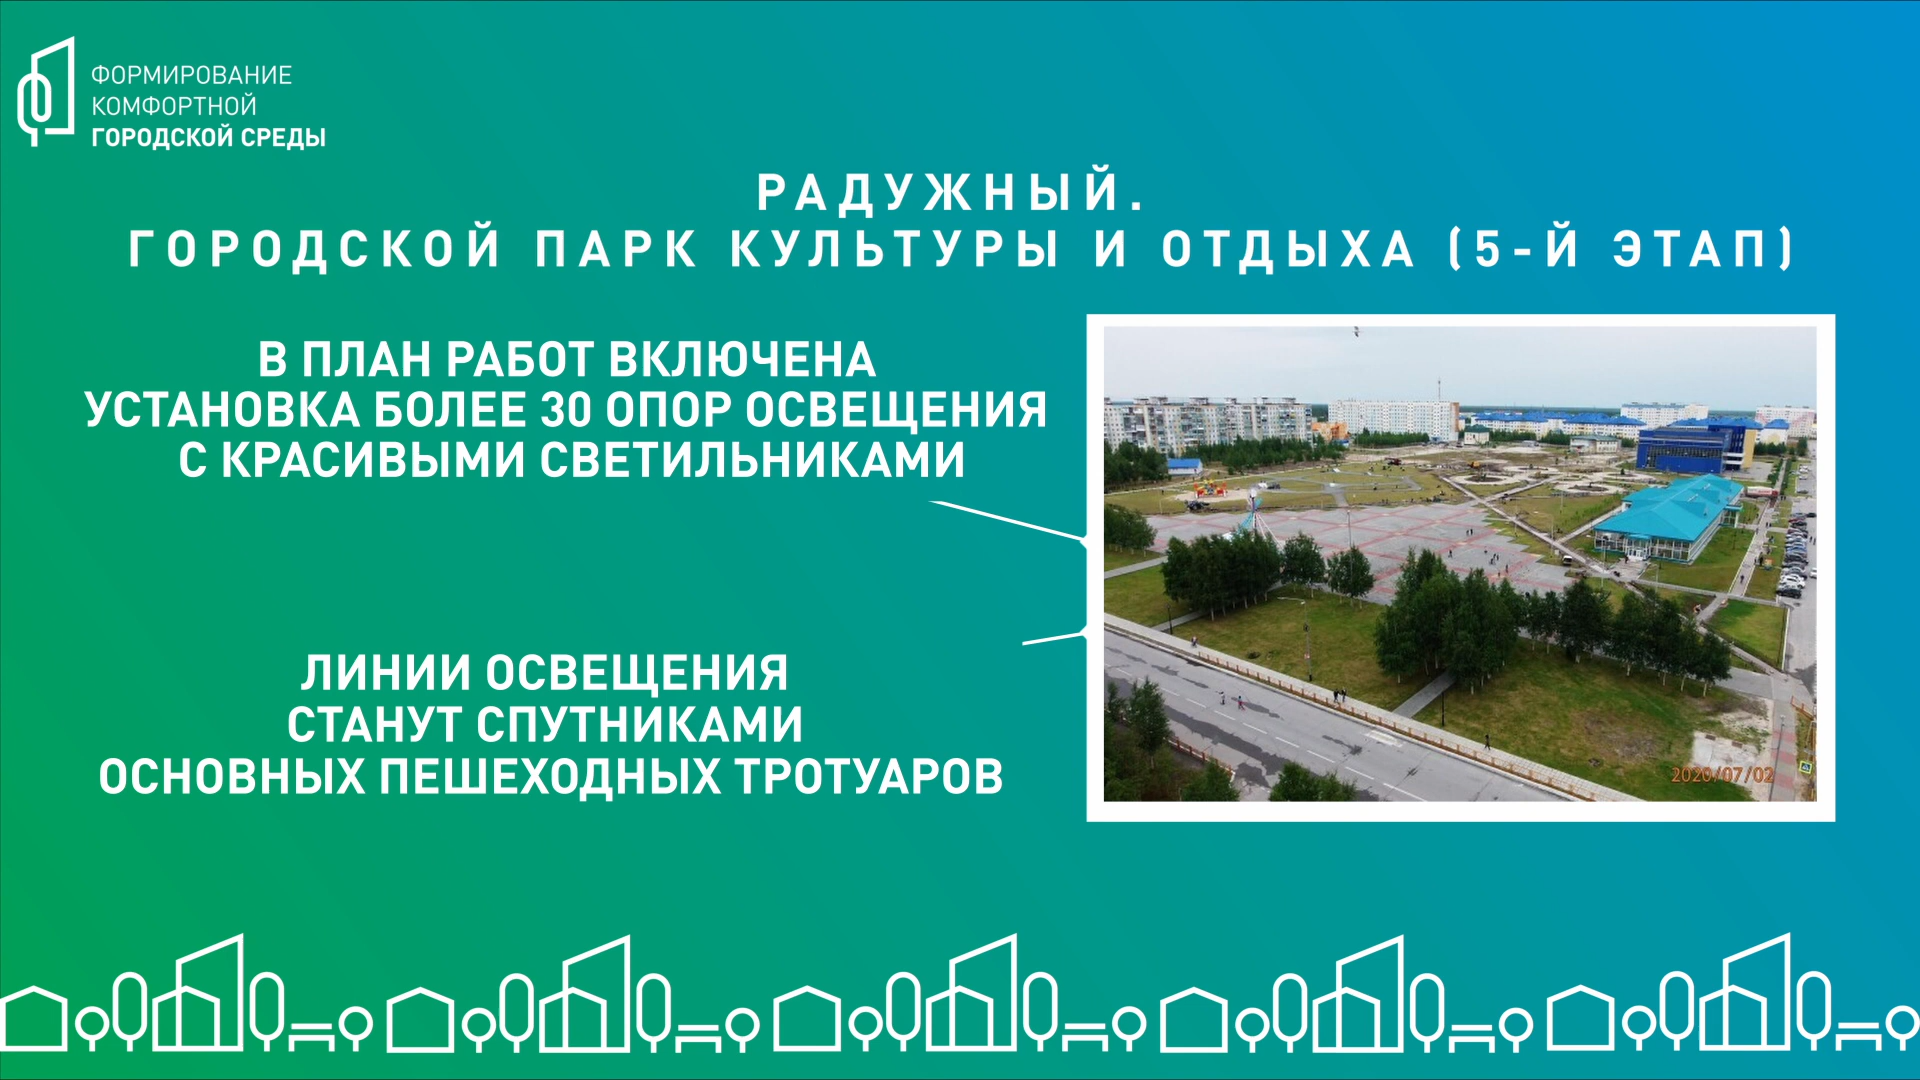 ФОРМИРОВАНИЕ
КОМФОРТНОЙ
ГОРОДСКОЙ СРЕДЫ
РАДУЖНЫЙ.
ГОРОДСКОЙ ПАРК КУЛЬТУРЫ И ОТДЫХА (5-Й ЭТАП)
В ПЛАН РАБОТ ВКЛЮЧЕНА
УСТАНОВКА БОЛЕЕ 30 ОПОР ОСВЕЩЕНИЯ
С КРАСИВЫМИ СВЕТИЛЬНИКАМИ
ЛИНИИ ОСВЕЩЕНИЯ
СТАНУТ СПУТНИКАМИ
ОСНОВНЫХ ПЕШЕХОДНЫХ ТРОТУАРОВ
2020/07/02